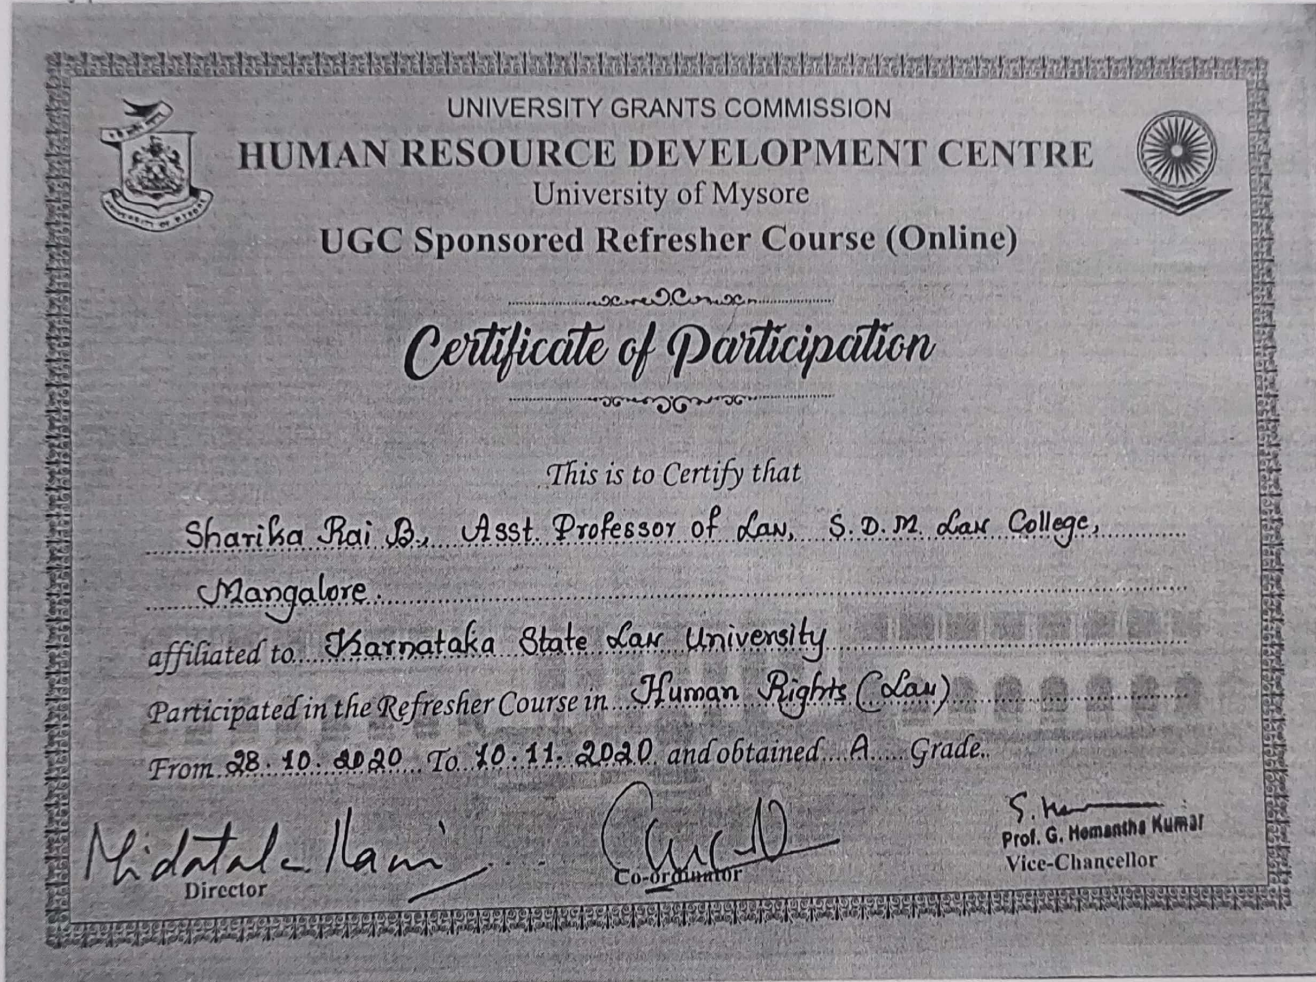 UNIVERSITY GRANTS COMMISSION
HUMAN RESOURCE DEVELOPMENT CENTRE
University of Mysore
UGC Sponsored Refresher Course (Online)
Certificate of Participation
This is to Certify that
Sharika Rai B., Asst. Professor of Law, S.D.M. Law College,
Mangalore.
affiliated to Karnataka State Law University
Participated in the Refresher Course in Human Rights (Law)
From 28.10.2020 To 10.11.2020 and obtained A Grade.
Director
Co-ordinator
Prof. G. Hemantha Kumar
Vice-Chancellor